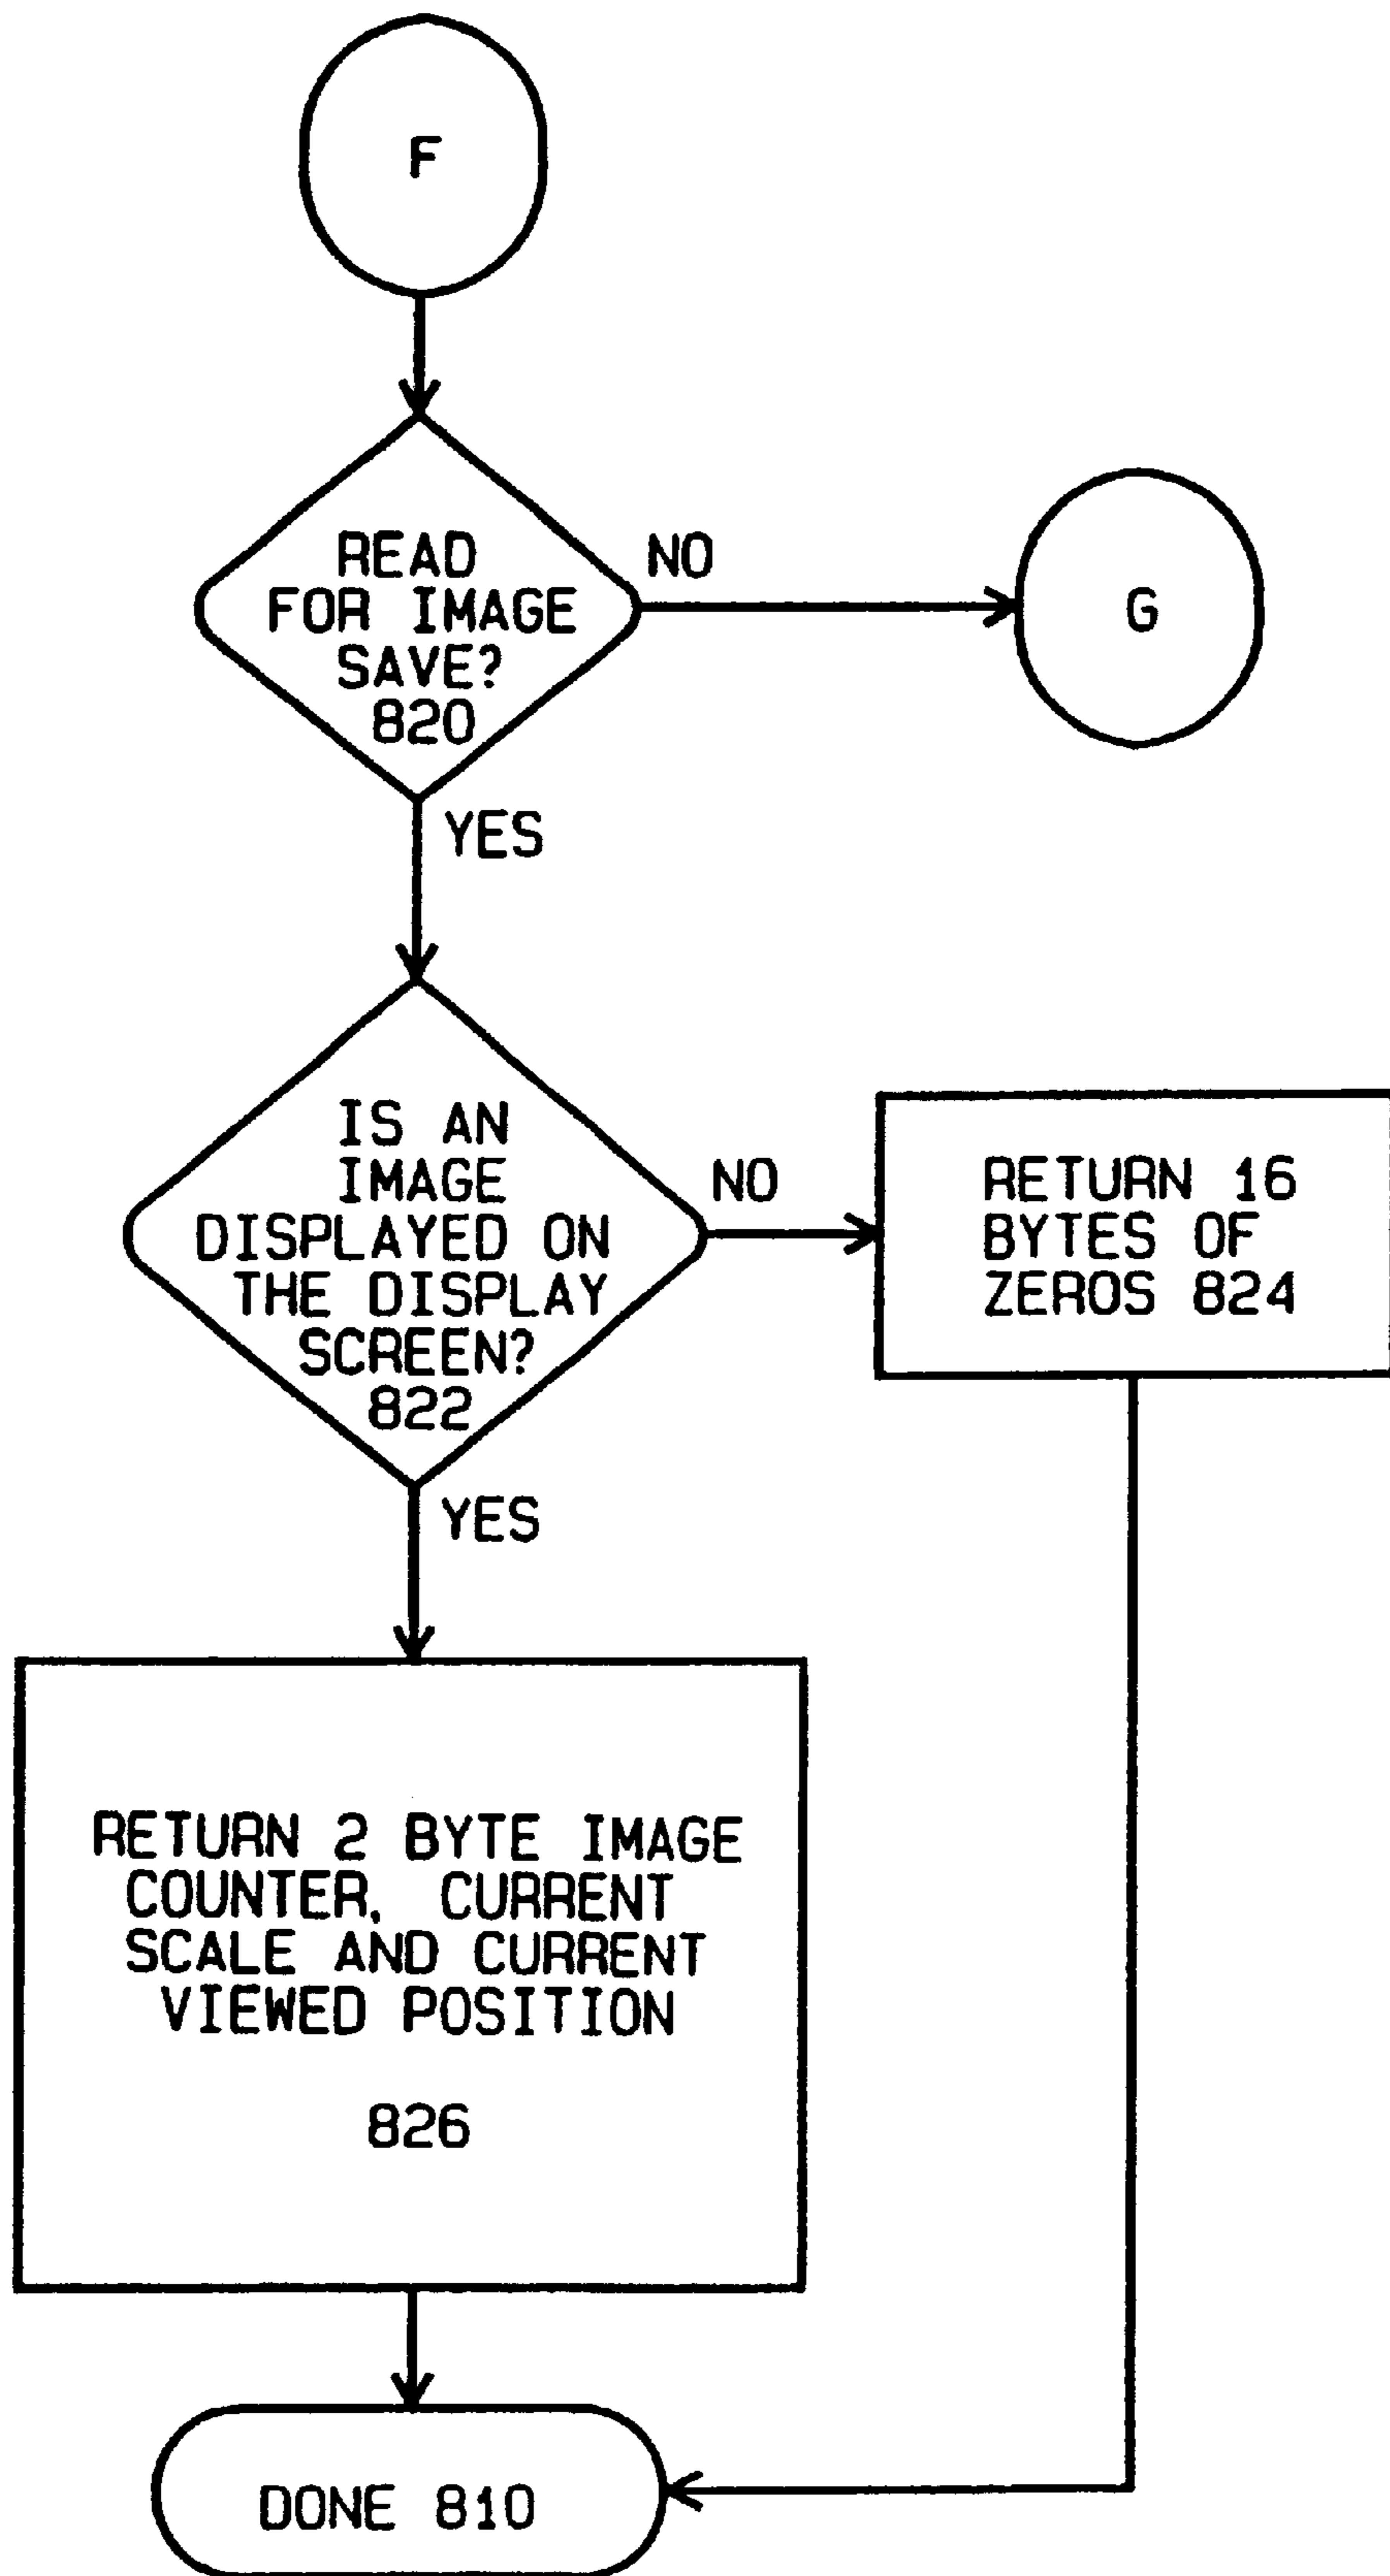 F
READ
FOR IMAGE
SAVE?
820
NO
G
YES
IS AN
IMAGE
DISPLAYED ON
THE DISPLAY
SCREEN?
822
NO
RETURN 16
BYTES OF
ZEROS 824
YES
RETURN 2 BYTE IMAGE
COUNTER, CURRENT
SCALE AND CURRENT
VIEWED POSITION
826
DONE 810